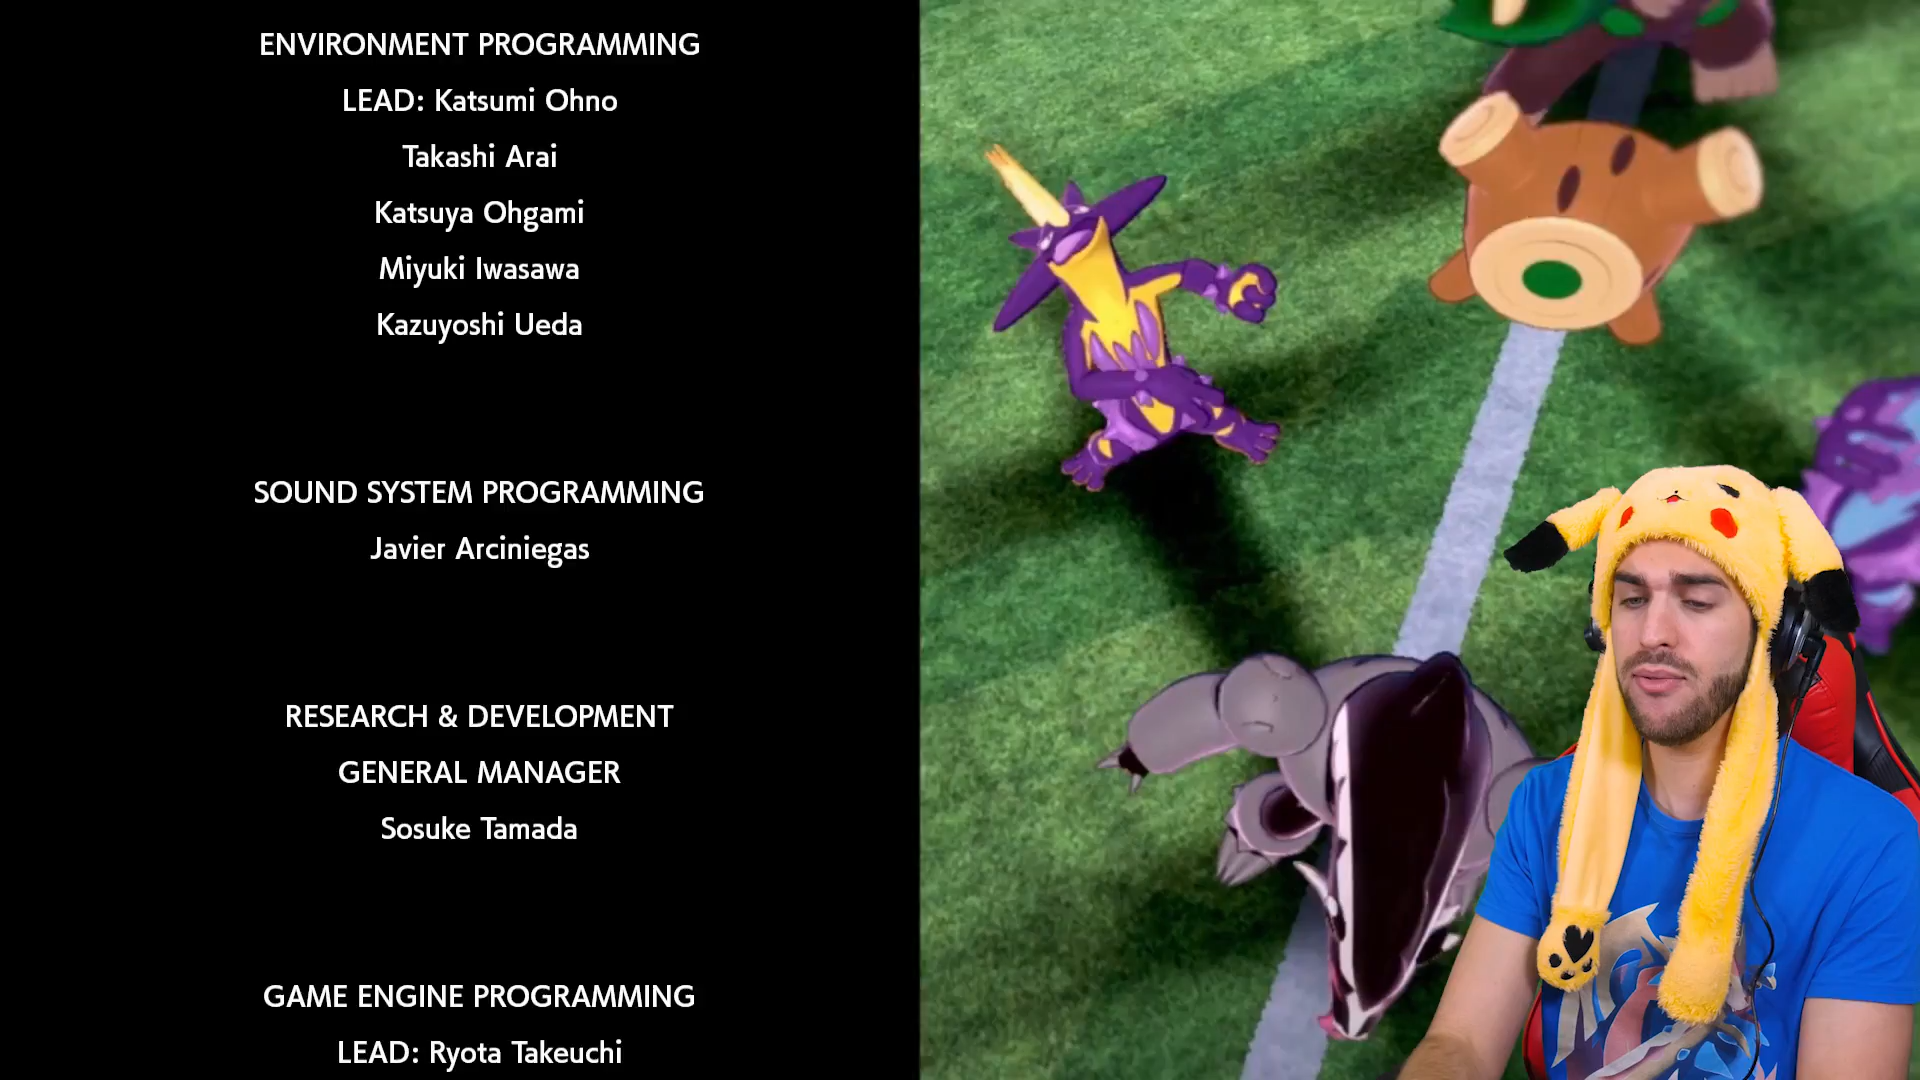 ENVIRONMENT PROGRAMMING
LEAD: Katsumi Ohno
Takashi Arai
Katsuya Ohgami
Miyuki Iwasawa
Kazuyoshi Ueda
SOUND SYSTEM PROGRAMMING
Javier Arciniegas
RESEARCH & DEVELOPMENT
GENERAL MANAGER
Sosuke Tamada
GAME ENGINE PROGRAMMING
LEAD: Ryota Takeuchi